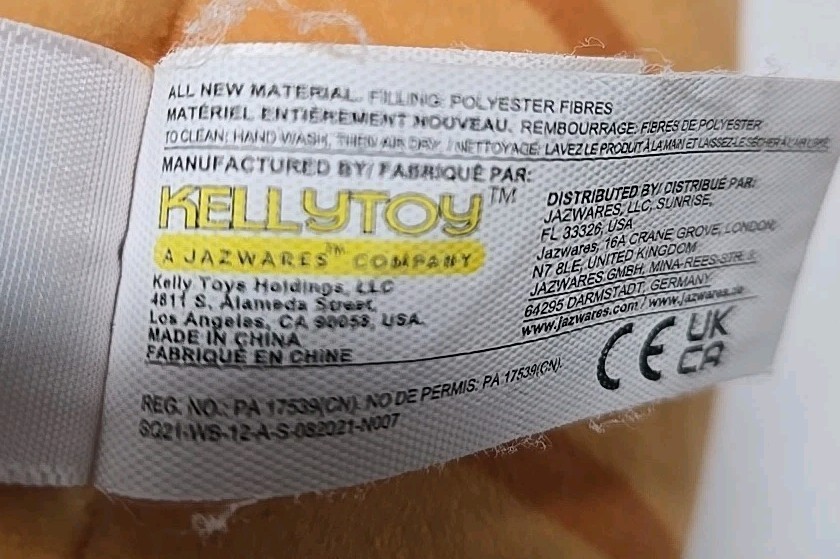 ALL NEW MATERIAL. FILLING: POLYESTER FIBRES
MATÉRIEL ENTIÈREMENT NOUVEAU. REMBOURRAGE: FIBRES DE POLYESTER
TO CLEAN: HAND WASH, THEN AIR DRY. / NETTOYAGE: LAVEZ LE PRODUIT À LA MAIN ET LAISSEZ-LE SÉCHER À L'AIR LIBRE.
MANUFACTURED BY/ FABRIQUÉ PAR:
KELLYTOY™
A JAZWARES℠ COMPANY
Kelly Toys Holdings, LLC
4811 S. Alameda Street,
Los Angeles, CA 90058, USA.
MADE IN CHINA
FABRIQUÉ EN CHINE
DISTRIBUTED BY/ DISTRIBUÉ PAR:
JAZWARES, LLC, SUNRISE,
FL 33326, USA
Jazwares, 16A CRANE GROVE, LONDON
N7 8LE, UNITED KINGDOM
JAZWARES GMBH, MINA-REES-STR.
64295 DARMSTADT, GERMANY
www.jazwares.com / www.jazwares.de
CE UK
CA
REG. NO.: PA 17539(CN). NO DE PERMIS: PA 17539(CN).
SQ21-WB-12-A-S-082021-N007